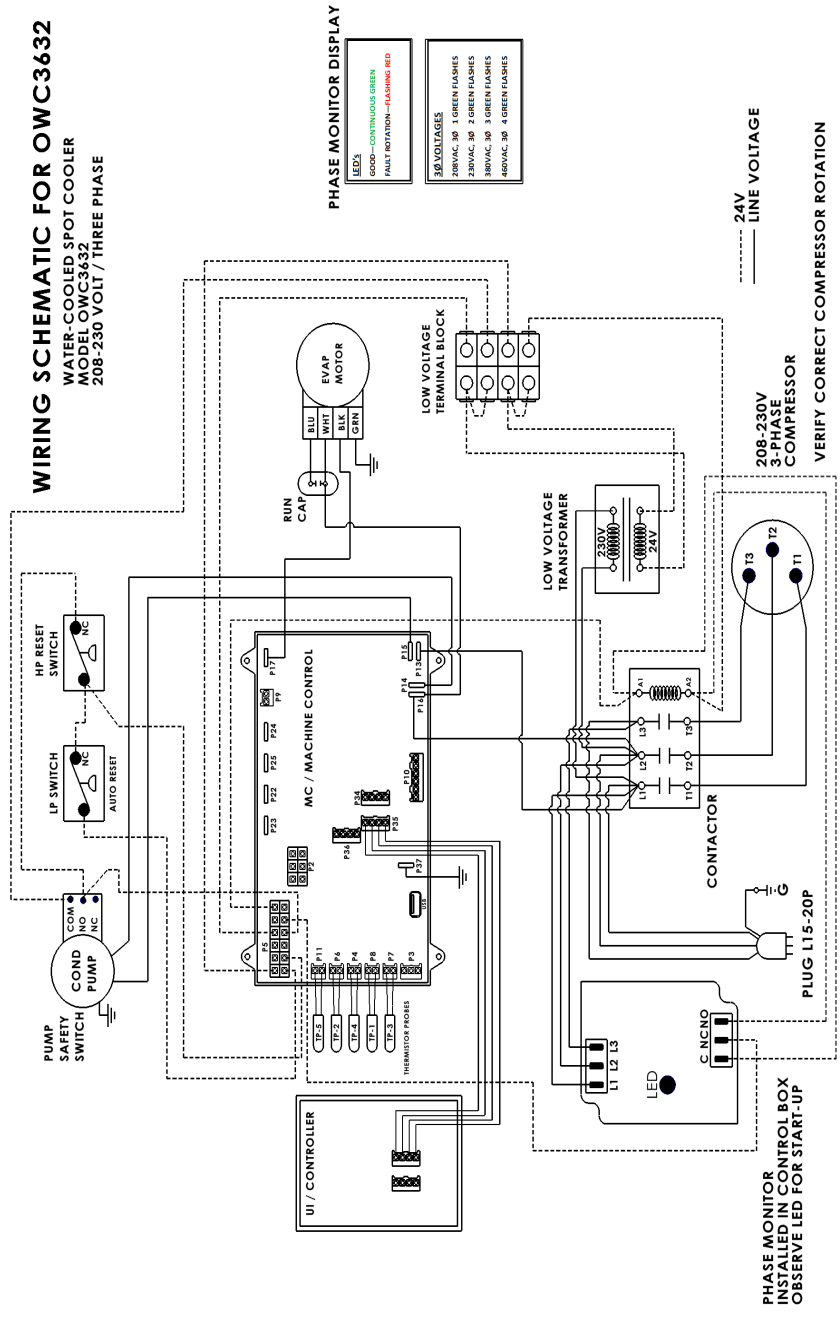 WIRING SCHEMATIC FOR OWC3632
WATER-COOLED SPOT COOLER
MODEL OWC3632
208-230 VOLT / THREE PHASE
PHASE MONITOR DISPLAY
LED's
GOOD—CONTINUOUS GREEN
FAULT ROTATION—FLASHING RED
3Ø VOLTAGES
208VAC, 3Ø 1 GREEN FLASHES
230VAC, 3Ø 2 GREEN FLASHES
380VAC, 3Ø 3 GREEN FLASHES
460VAC, 3Ø 4 GREEN FLASHES
24V
LINE VOLTAGE
VERIFY CORRECT COMPRESSOR ROTATION
PUMP
SAFETY
SWITCH
COND
PUMP
COM
NO
NC
LP SWITCH
NC
AUTO RESET
HP RESET
SWITCH
NC
RUN
CAP
BLU
WHT
BLK
GRN
EVAP
MOTOR
LOW VOLTAGE
TERMINAL BLOCK
MC / MACHINE CONTROL
P5
P2
P23
P22
P25
P24
P9
P17
P11
P6
P4
P8
P7
P3
TP-5
TP-2
TP-4
TP-1
TP-3
THERMISTOR PROBES
USB
P37
P36
P35
P34
P10
P16
P14
P13
P15
UI / CONTROLLER
LOW VOLTAGE
TRANSFORMER
230V
24V
208-230V
3-PHASE
COMPRESSOR
T3
T2
T1
CONTACTOR
L1
L2
L3
A1
T1
T2
T3
A2
PLUG L15-20P
G
L1 L2 L3
LED
C NC NO
PHASE MONITOR
INSTALLED IN CONTROL BOX
OBSERVE LED FOR START-UP